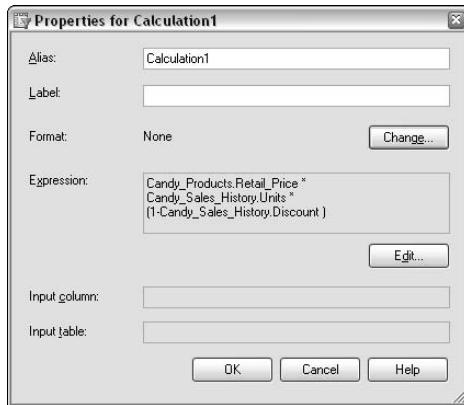 Properties for Calculation1
Alias: Calculation1
Label:
Format: None Change...
Expression: Candy_Products.Retail_Price *
Candy_Sales_History.Units *
(1-Candy_Sales_History.Discount )
Edit...
Input column:
Input table:
OK Cancel Help